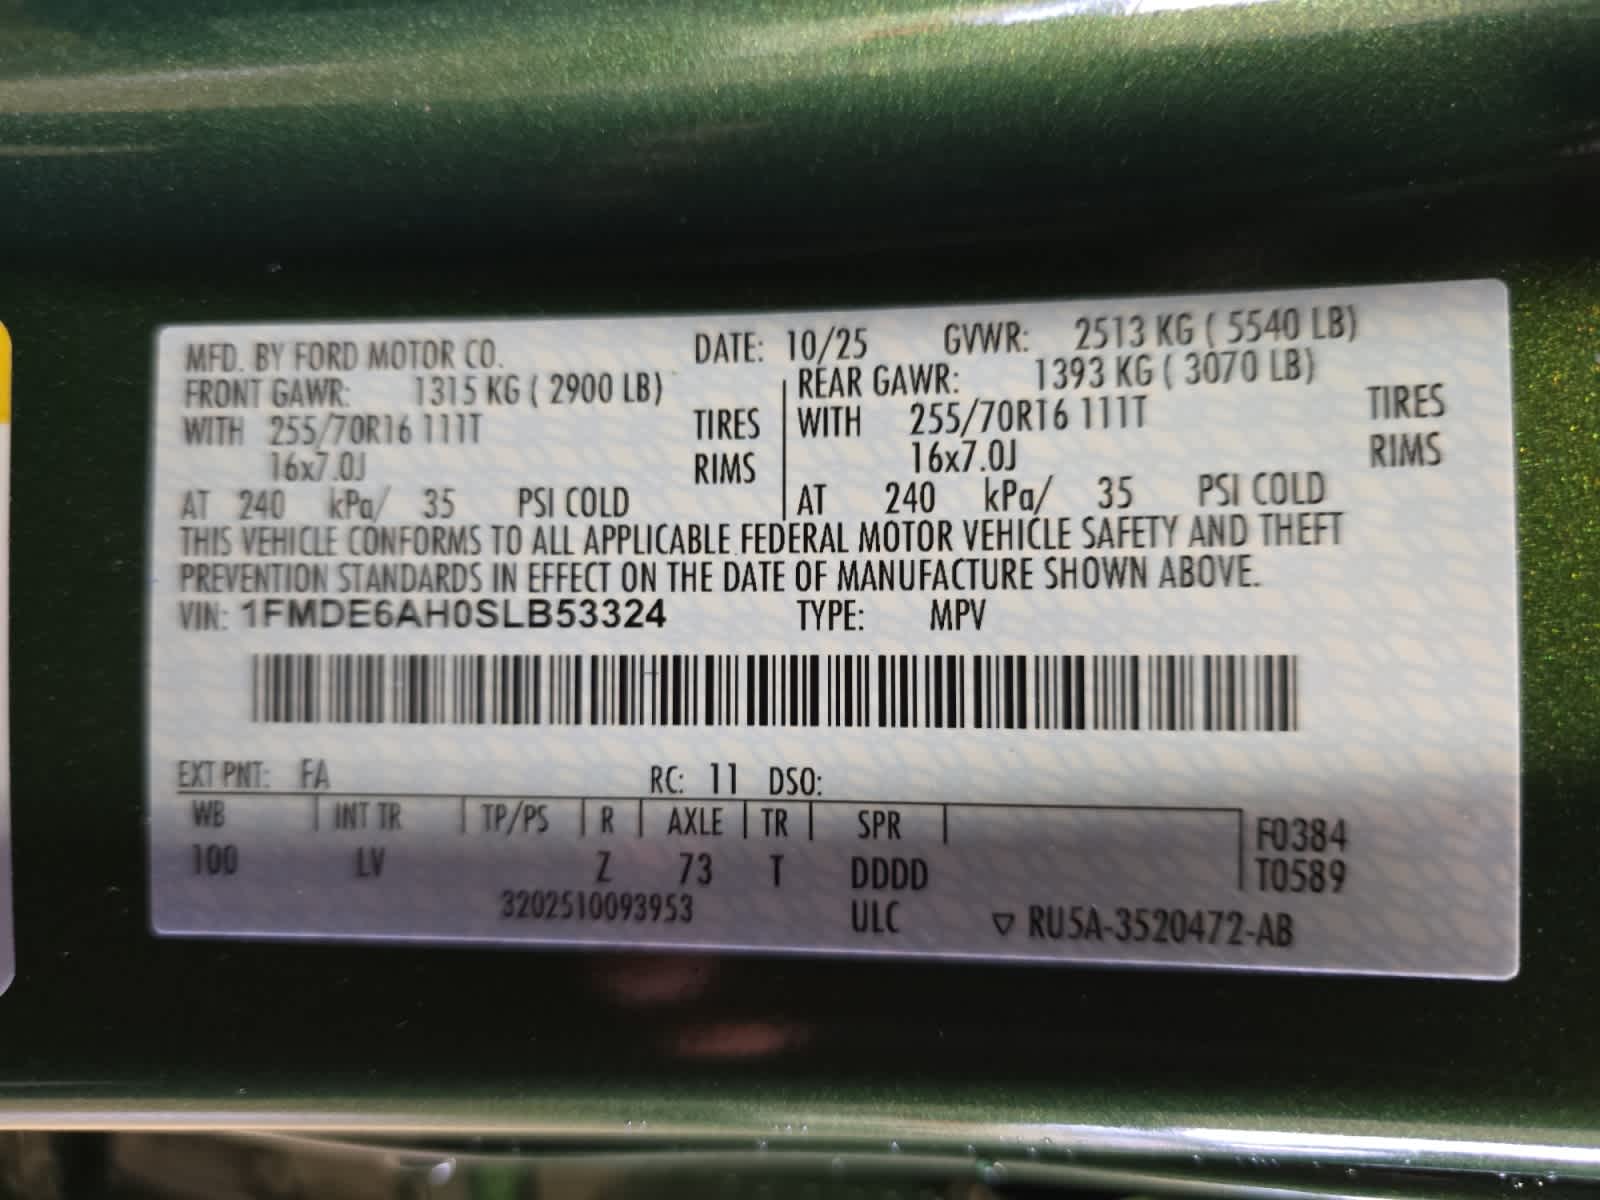 MFD. BY FORD MOTOR CO. DATE: 10/25 GVWR: 2513 KG ( 5540 LB)
FRONT GAWR: 1315 KG ( 2900 LB) REAR GAWR: 1393 KG ( 3070 LB)
WITH 255/70R16 111T TIRES WITH 255/70R16 111T TIRES
16x7.0J RIMS 16x7.0J RIMS
AT 240 kPa/ 35 PSI COLD AT 240 kPa/ 35 PSI COLD
THIS VEHICLE CONFORMS TO ALL APPLICABLE FEDERAL MOTOR VEHICLE SAFETY AND THEFT
PREVENTION STANDARDS IN EFFECT ON THE DATE OF MANUFACTURE SHOWN ABOVE.
VIN: 1FMDE6AH0SLB53324 TYPE: MPV
EXT PNT: FA RC: 11 DSO:
WB INT TR TP/PS R AXLE TR SPR F0384
100 LV Z 73 T DDDD T0589
3202510093953 ULC ▽ RU5A-3520472-AB